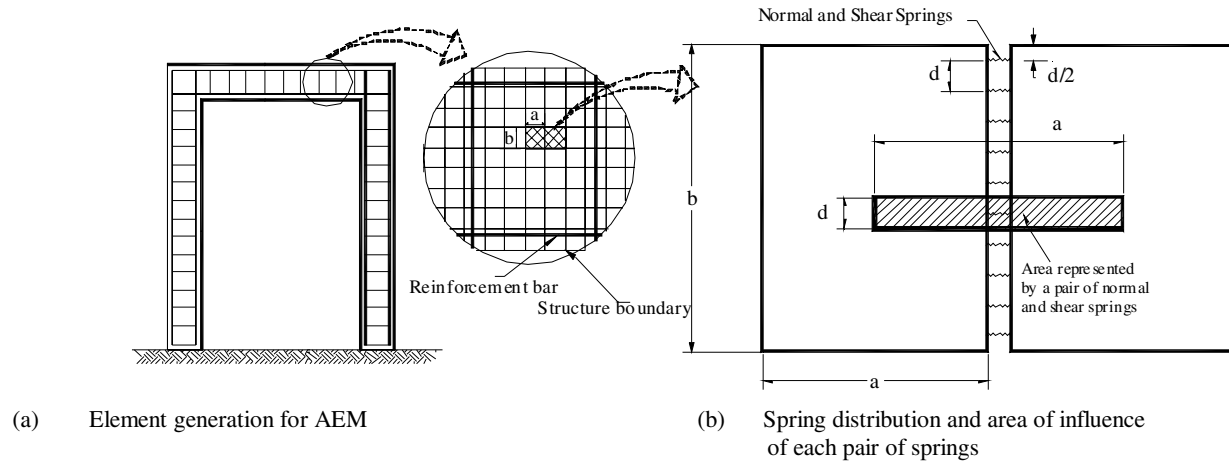 Normal and Shear Springs
d
d/2
a
a
b
b
d
Area represented
by a pair of normal
and shear springs
Reinforcement bar
Structure boundary
a
(a) Element generation for AEM
(b) Spring distribution and area of influence
of each pair of springs